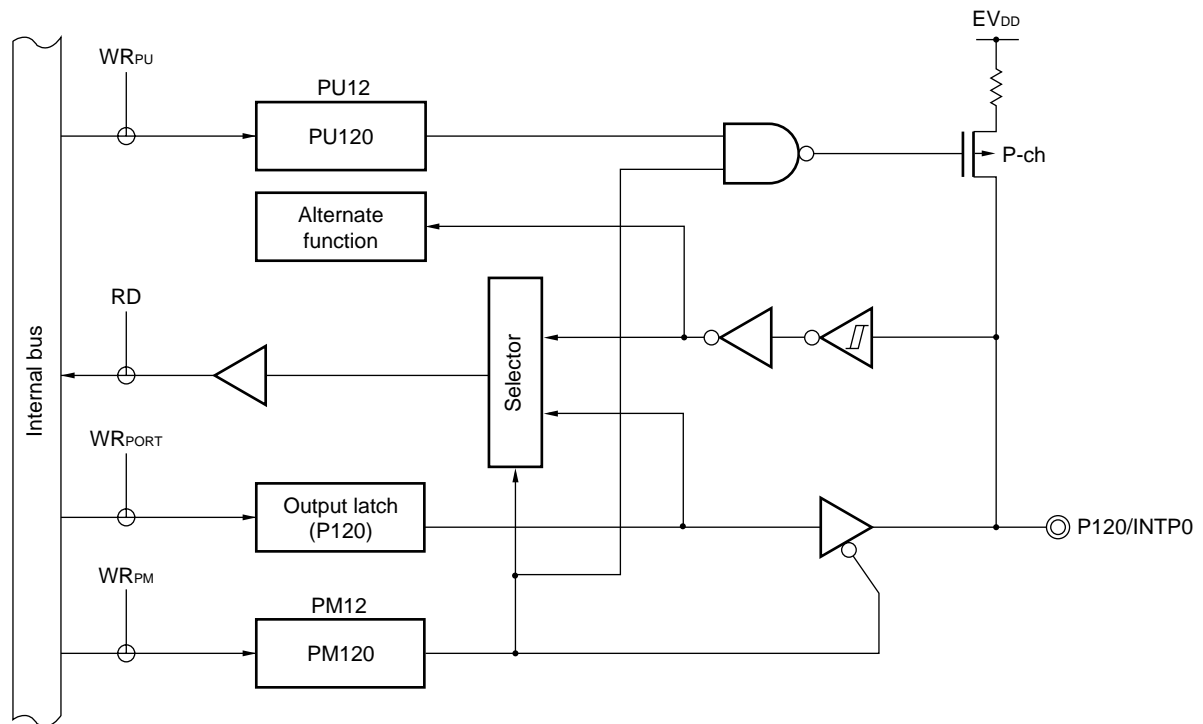 EVDD
WRPU
PU12
PU120
P-ch
Alternate
function
RD
Selector
Internal bus
WRPORT
Output latch
(P120)
P120/INTP0
WRPM
PM12
PM120